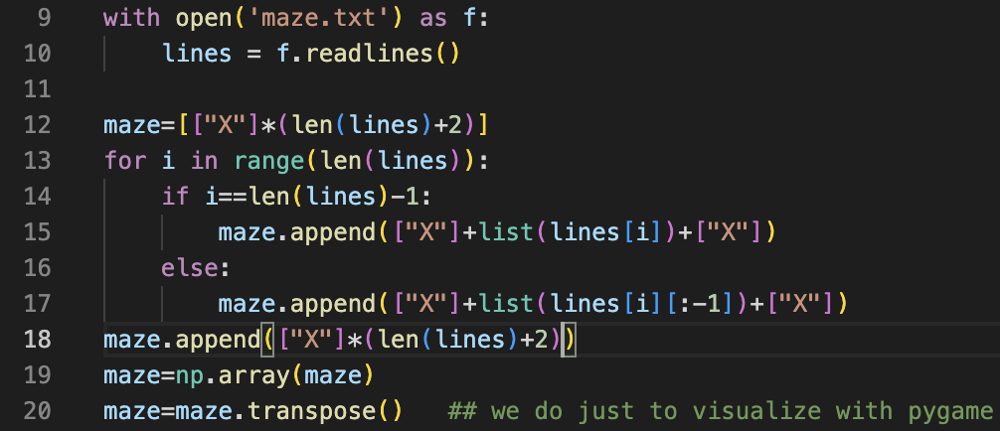 9 with open('maze.txt') as f:
10     lines = f.readlines()
11
12 maze=[["X"]*(len(lines)+2)]
13 for i in range(len(lines)):
14     if i==len(lines)-1:
15         maze.append(["X"]+list(lines[i])+["X"])
16     else:
17         maze.append(["X"]+list(lines[i][:-1])+["X"])
18 maze.append(["X"]*(len(lines)+2))
19 maze=np.array(maze)
20 maze=maze.transpose()   ## we do just to visualize with pygame